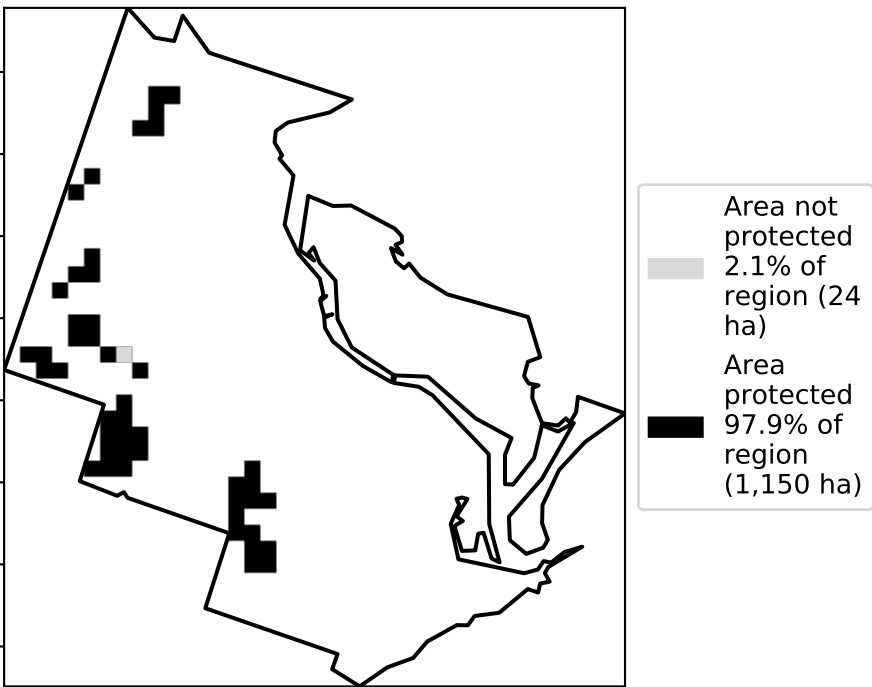 Area not
protected
2.1% of
region (24
ha)
Area
protected
97.9% of
region
(1,150 ha)